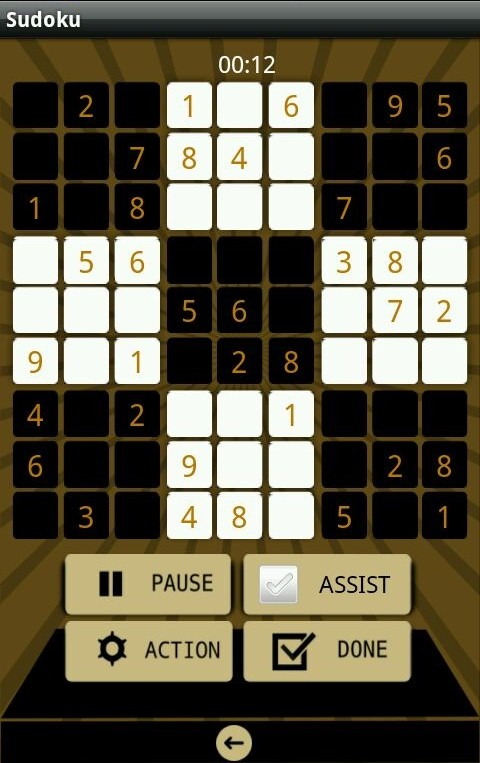 Sudoku
00:12
2 1 6 9 5
7 8 4 6
1 8 7
5 6 3 8
5 6 7 2
9 1 2 8
4 2 1
6 9 2 8
3 4 8 5 1
PAUSE ASSIST
ACTION DONE